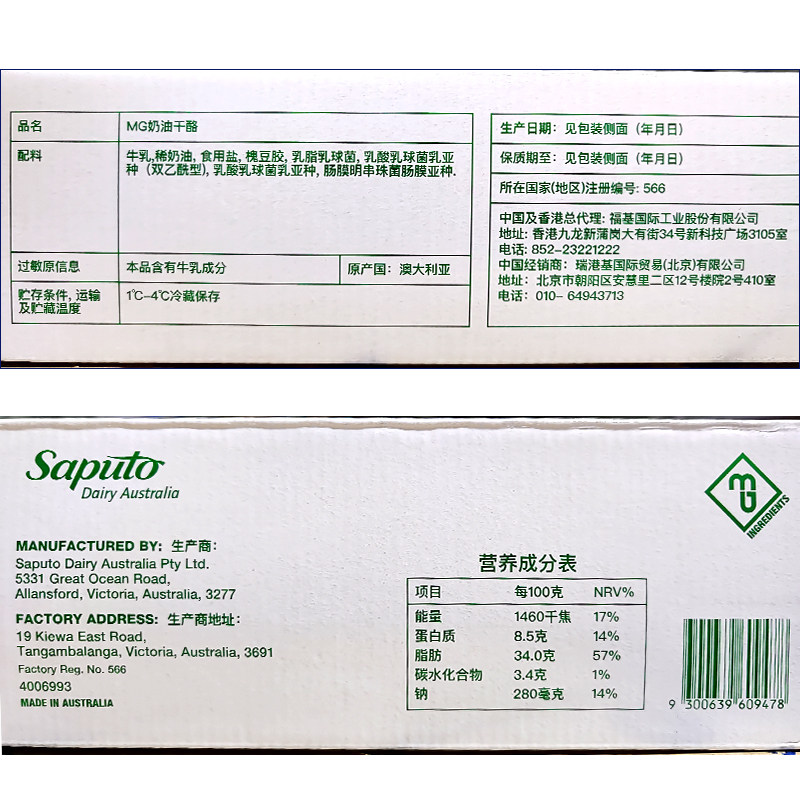 品名 MG奶油干酪
配料 牛乳,稀奶油, 食用盐, 槐豆胶, 乳脂乳球菌, 乳酸乳球菌乳亚
种（双乙酰型), 乳酸乳球菌乳亚种, 肠膜明串珠菌肠膜亚种.
过敏原信息 本品含有牛乳成分 原产国：澳大利亚
贮存条件, 运输
及贮藏温度 1℃–4℃冷藏保存
生产日期：见包装侧面（年月日）
保质期至：见包装侧面（年月日）
所在国家(地区)注册编号: 566
中国及香港总代理: 福基国际工业股份有限公司
地址: 香港九龙新蒲岗大有街34号新科技广场3105室
电话: 852-23221222
中国经销商：瑞港基国际贸易(北京)有限公司
地址：北京市朝阳区安慧里二区12号楼院2号410室
电话：010– 64943713
Saputo
Dairy Australia
MG
INGREDIENTS
MANUFACTURED BY: 生产商：
Saputo Dairy Australia Pty Ltd.
5331 Great Ocean Road,
Allansford, Victoria, Australia, 3277
FACTORY ADDRESS: 生产商地址：
19 Kiewa East Road,
Tangambalanga, Victoria, Australia, 3691
Factory Reg. No. 566
4006993
MADE IN AUSTRALIA
营养成分表
项目 每100克 NRV%
能量 1460千焦 17%
蛋白质 8.5克 14%
脂肪 34.0克 57%
碳水化合物 3.4克 1%
钠 280毫克 14%
9 300639 609478